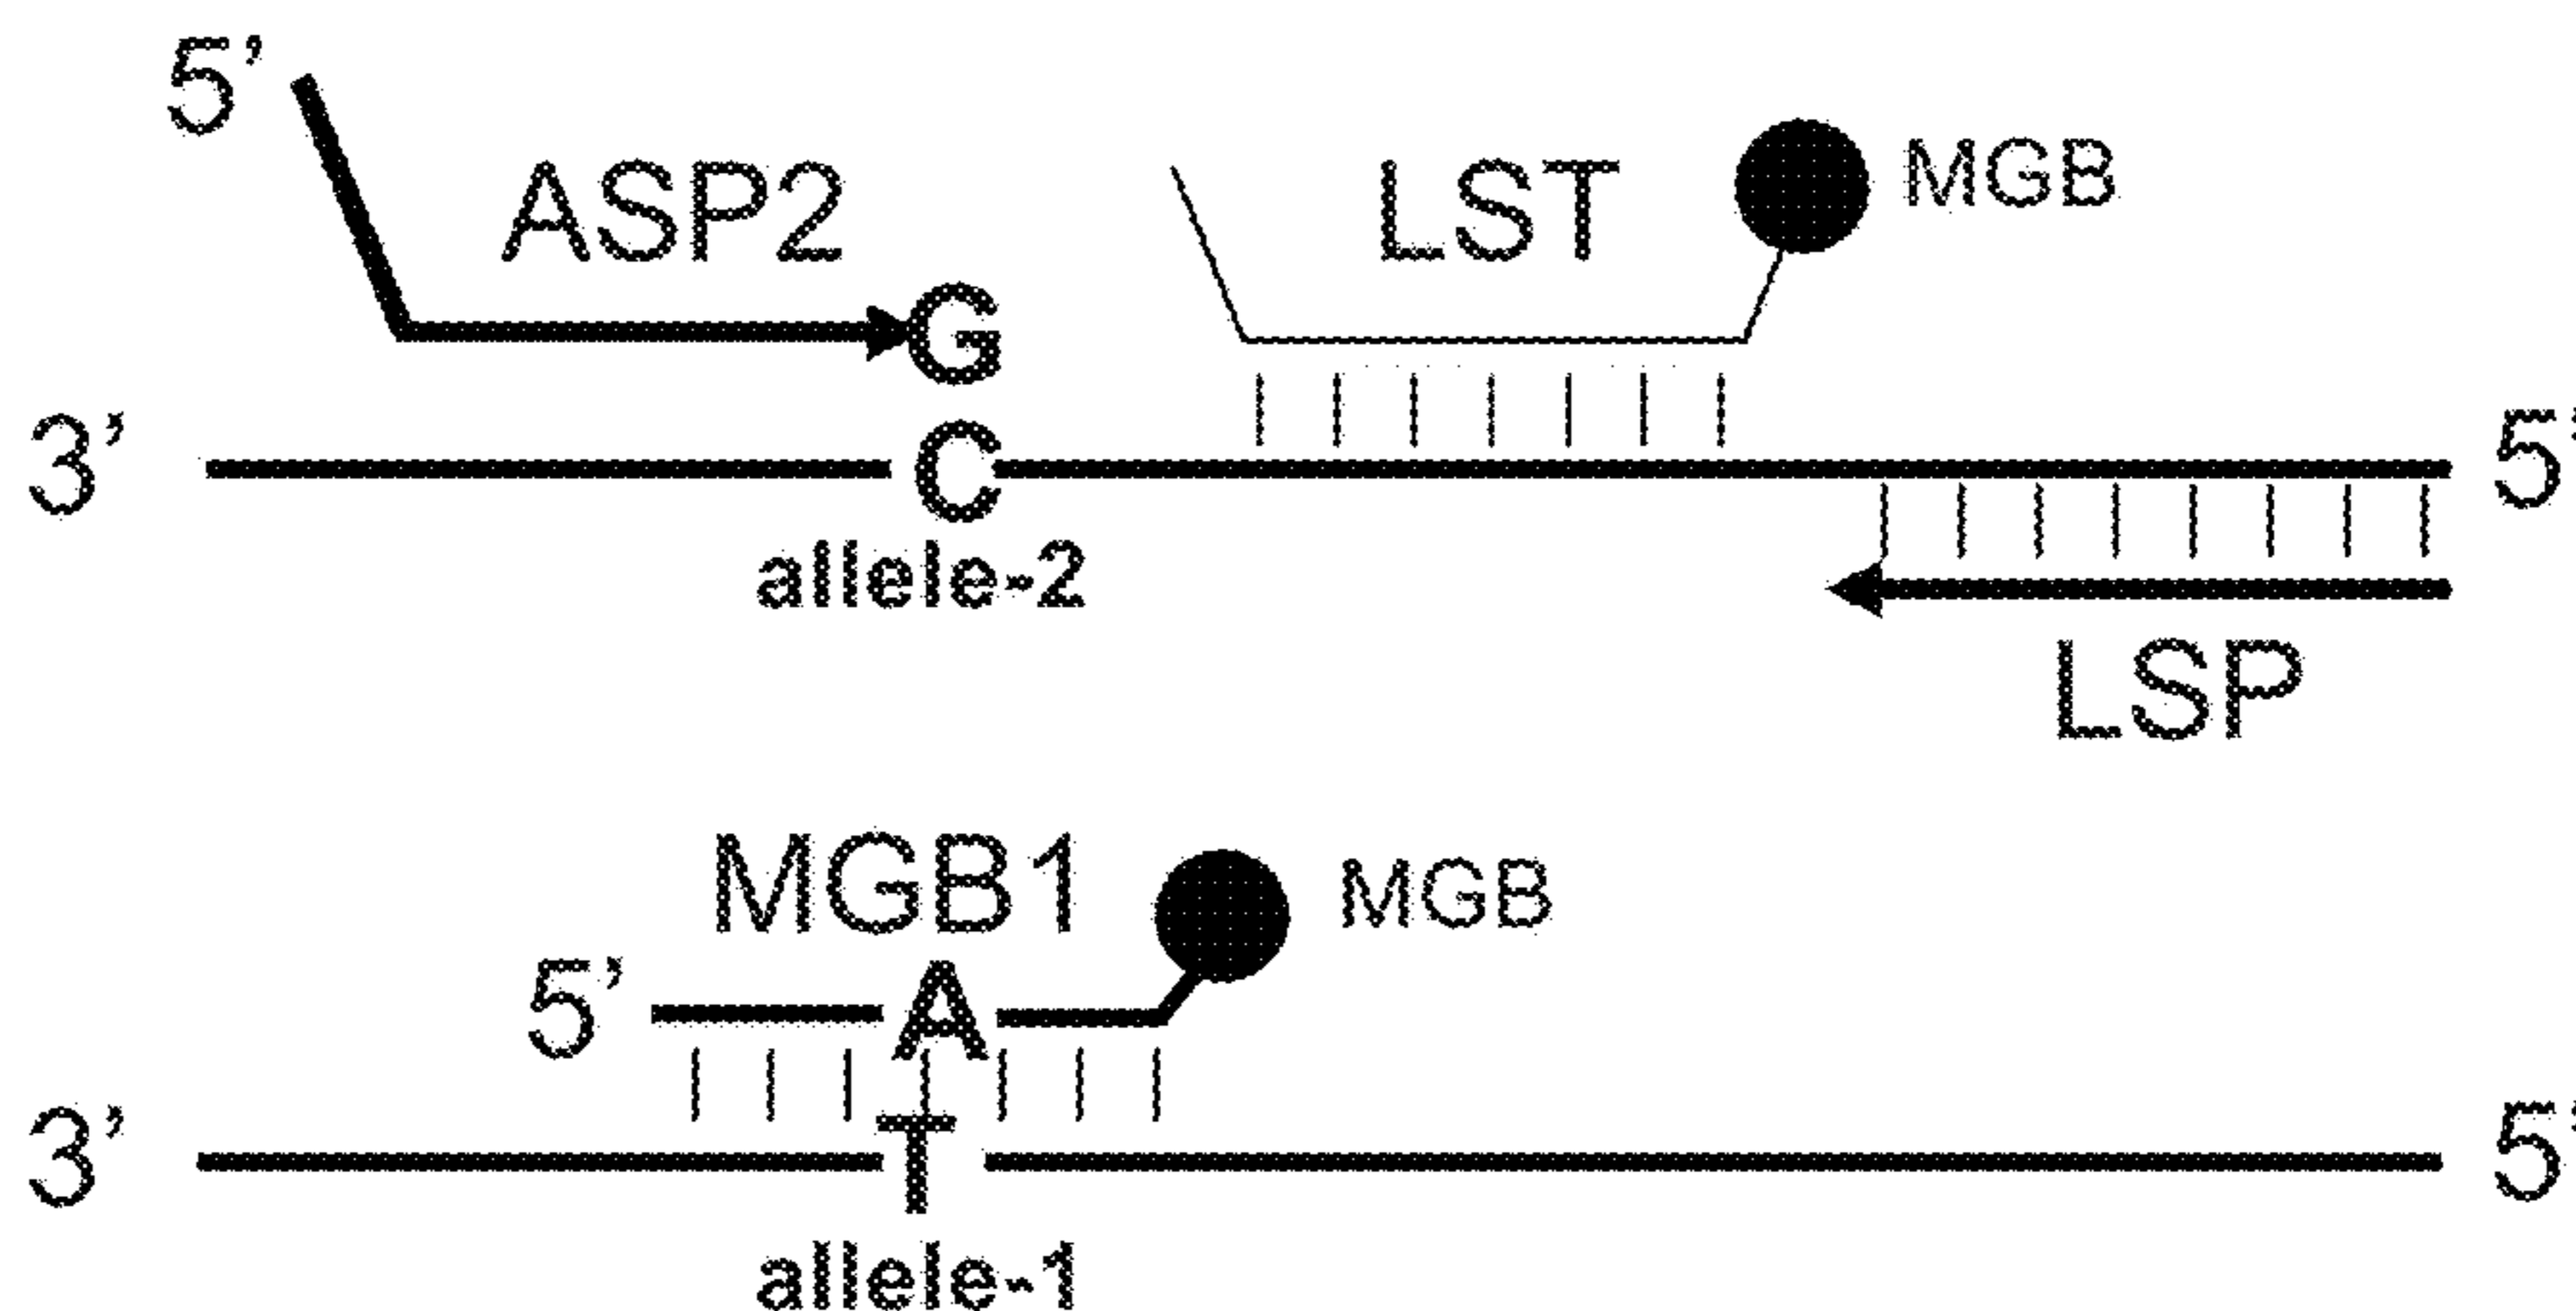 5’
ASP2
LST
MGB
G
3’
C
5’
allele-2
LSP
MGB1
MGB
5’
A
3’
T
5’
allele-1